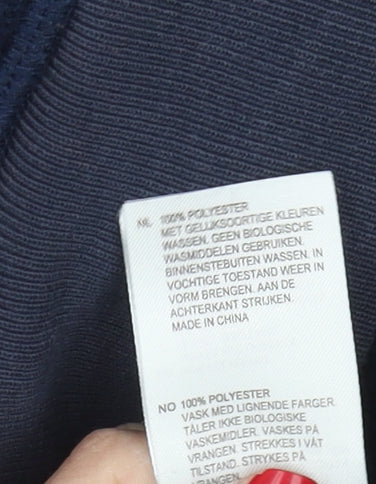 NL 100% POLYESTER
MET GELIJKSOORTIGE KLEUREN
WASSEN. GEEN BIOLOGISCHE
WASMIDDELEN GEBRUIKEN.
BINNENSTEBUITEN WASSEN. IN
VOCHTIGE TOESTAND WEER IN
VORM BRENGEN. AAN DE
ACHTERKANT STRIJKEN.
MADE IN CHINA
NO 100% POLYESTER
VASK MED LIGNENDE FARGER.
TÅLER IKKE BIOLOGISKE
VASKEMIDLER. VASKES PÅ
VRANGEN. STREKKES I VÅT
TILSTAND. STRYKES PÅ
VRANGEN.